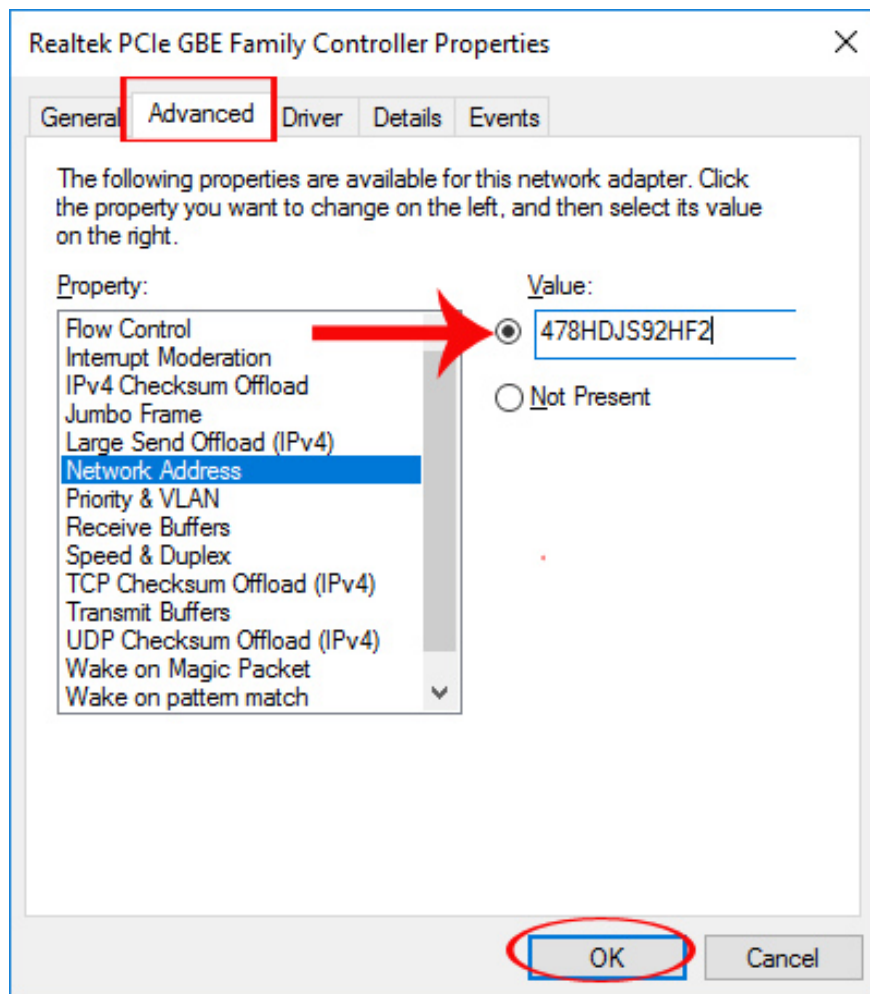 Realtek PCIe GBE Family Controller Properties
General Advanced Driver Details Events
The following properties are available for this network adapter. Click
the property you want to change on the left, and then select its value
on the right.
Property:
Flow Control
Interrupt Moderation
IPv4 Checksum Offload
Jumbo Frame
Large Send Offload (IPv4)
Network Address
Priority & VLAN
Receive Buffers
Speed & Duplex
TCP Checksum Offload (IPv4)
Transmit Buffers
UDP Checksum Offload (IPv4)
Wake on Magic Packet
Wake on pattern match
Value:
478HDJS92HF2
Not Present
OK Cancel